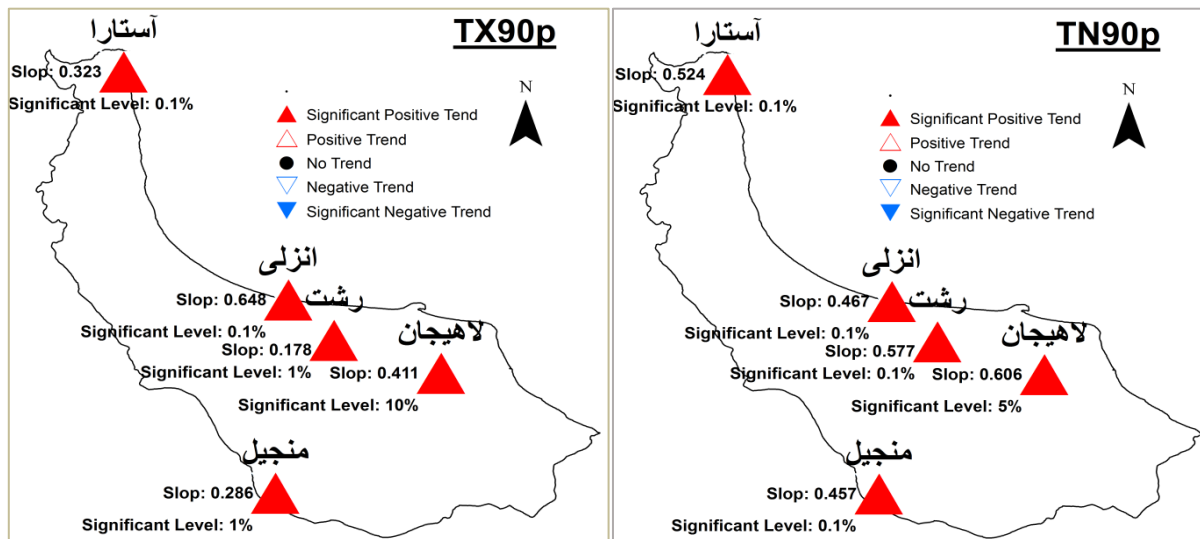 TX90p
آستارا
Slop: 0.323
Significant Level: 0.1%
N
Significant Positive Tend
Positive Trend
No Trend
Negative Trend
Significant Negative Trend
انزلی
Slop: 0.648
رشت
Significant Level: 0.1%
Slop: 0.178
لاهیجان
Significant Level: 1%
Slop: 0.411
Significant Level: 10%
منجیل
Slop: 0.286
Significant Level: 1%
TN90p
آستارا
Slop: 0.524
Significant Level: 0.1%
N
Significant Positive Tend
Positive Trend
No Trend
Negative Trend
Significant Negative Trend
انزلی
Slop: 0.467
رشت
Significant Level: 0.1%
Slop: 0.577
لاهیجان
Significant Level: 0.1%
Slop: 0.606
Significant Level: 5%
منجیل
Slop: 0.457
Significant Level: 0.1%